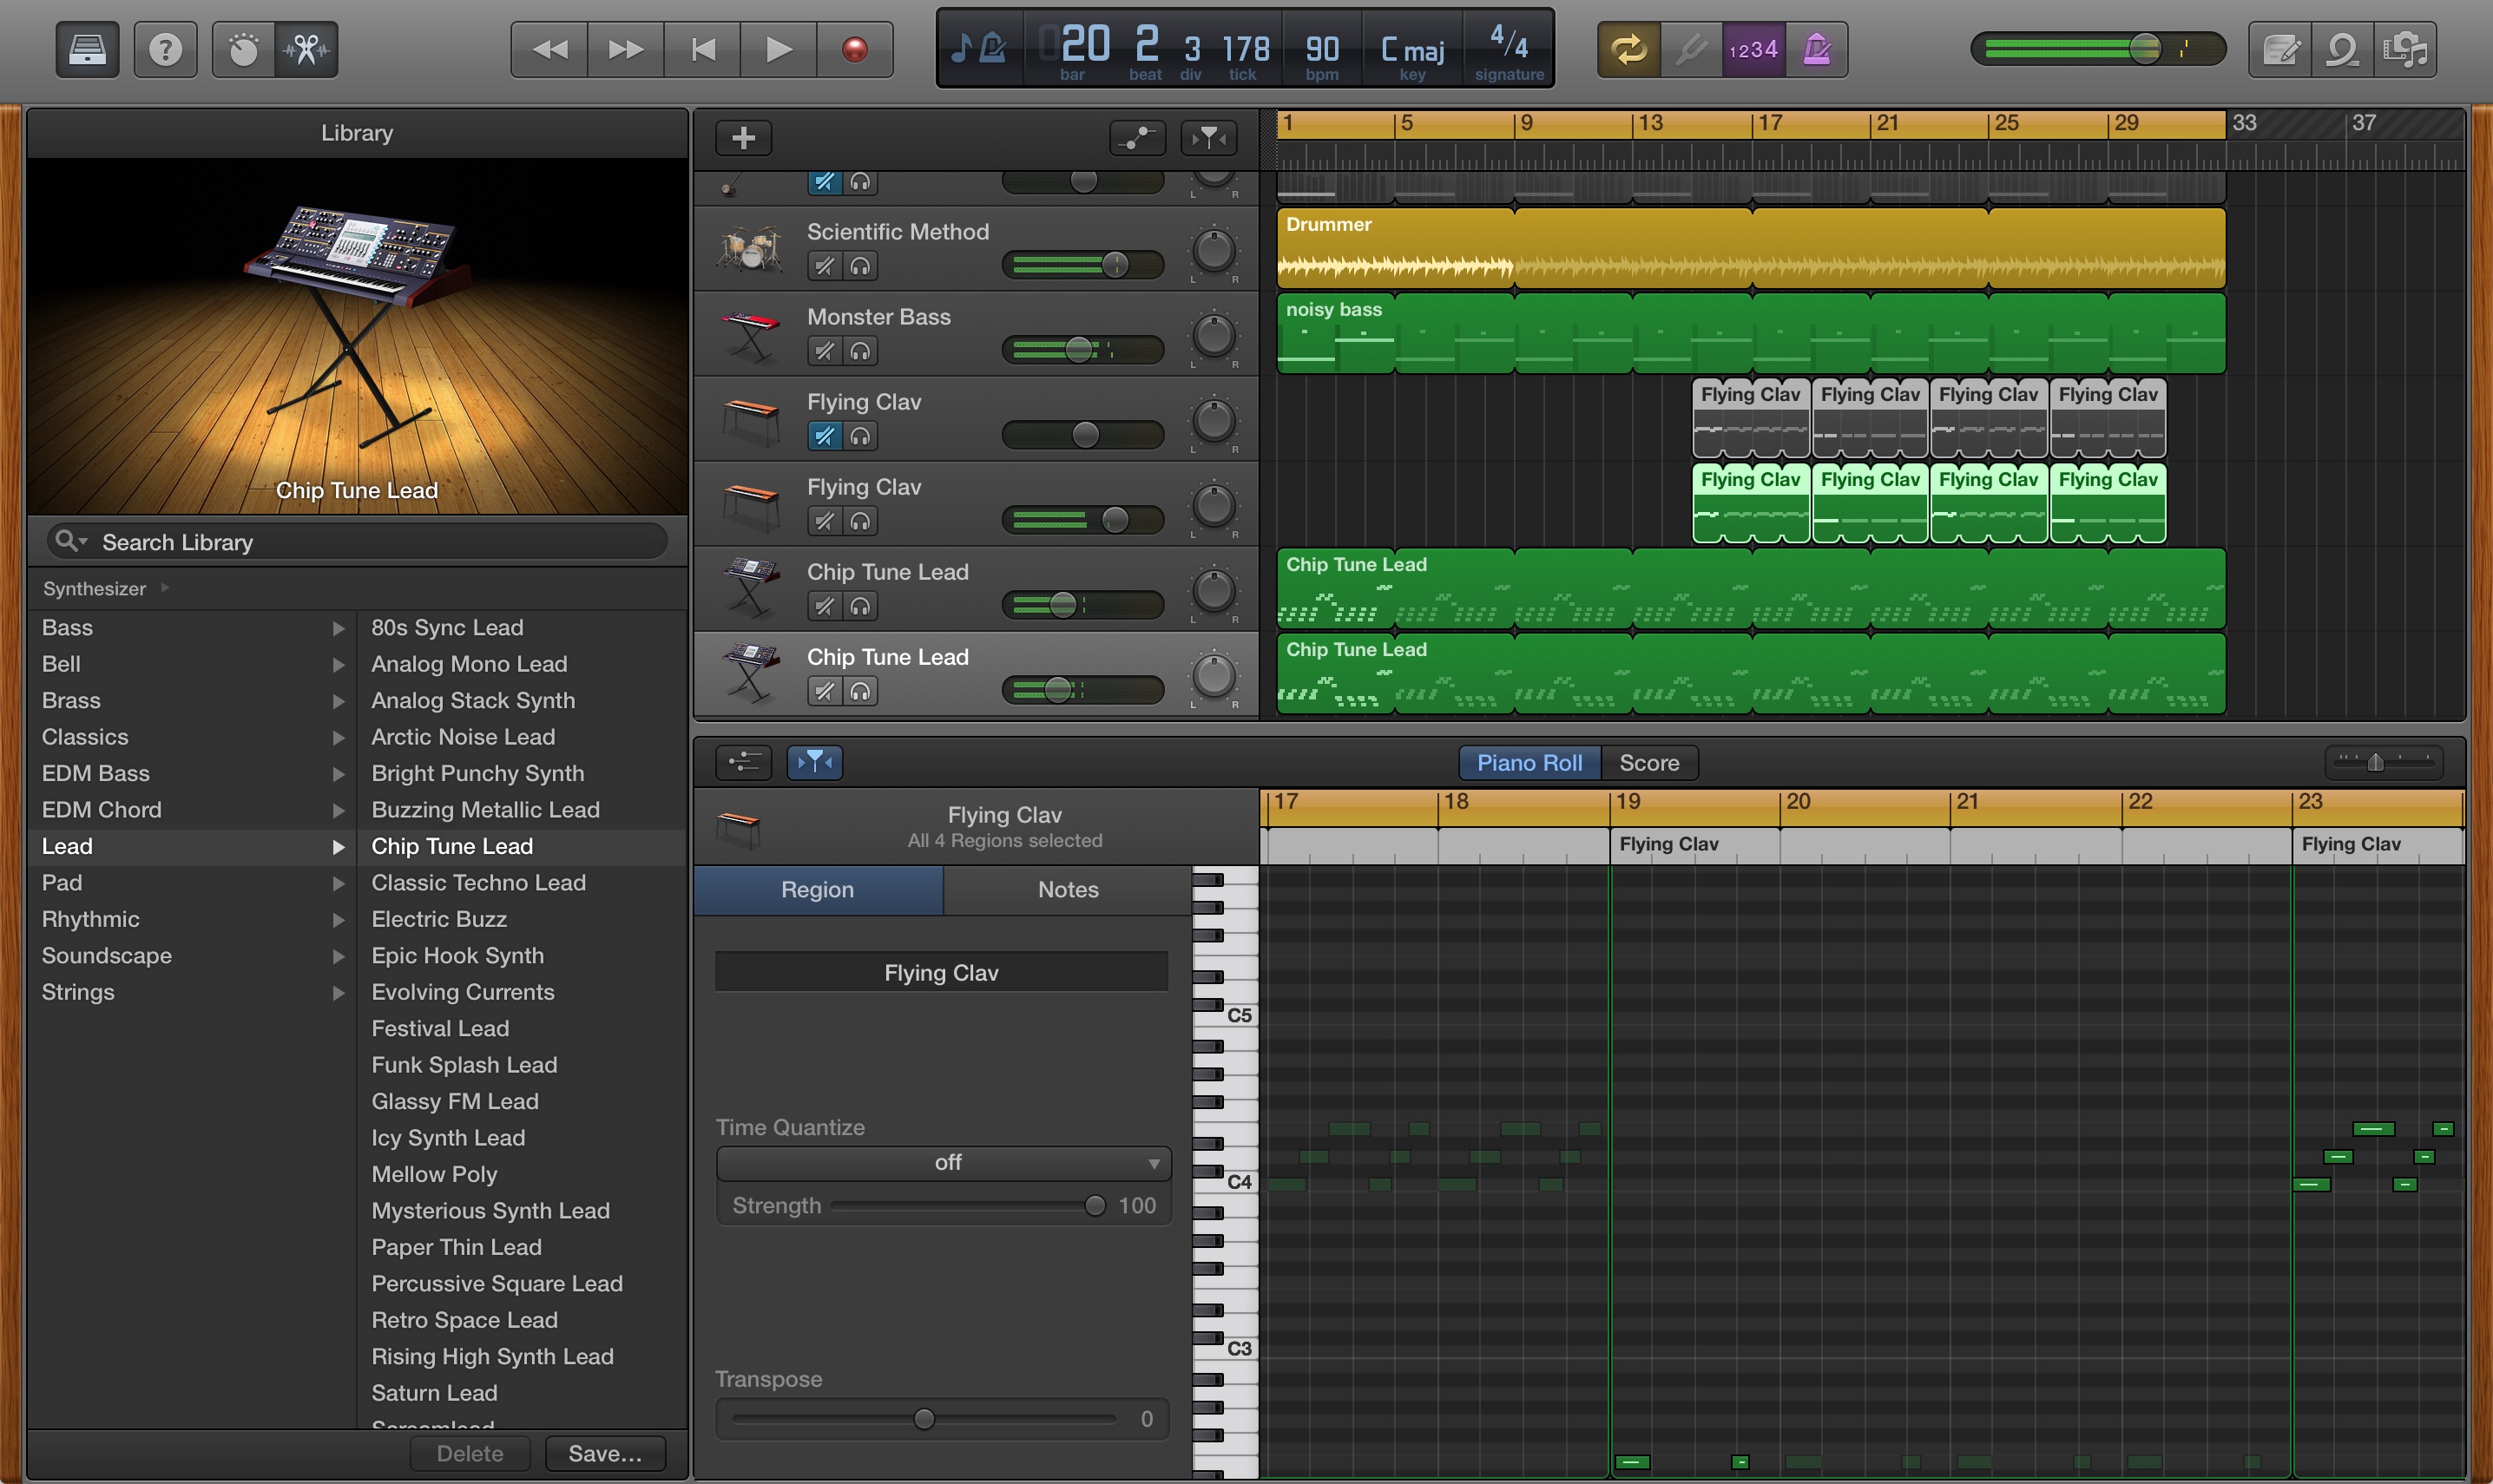 020 2 3 178 90 C maj 4/4
bar beat div tick bpm key signature
1234
Library
Chip Tune Lead
Search Library
Synthesizer
Bass
Bell
Brass
Classics
EDM Bass
EDM Chord
Lead
Pad
Rhythmic
Soundscape
Strings
80s Sync Lead
Analog Mono Lead
Analog Stack Synth
Arctic Noise Lead
Bright Punchy Synth
Buzzing Metallic Lead
Chip Tune Lead
Classic Techno Lead
Electric Buzz
Epic Hook Synth
Evolving Currents
Festival Lead
Funk Splash Lead
Glassy FM Lead
Icy Synth Lead
Mellow Poly
Mysterious Synth Lead
Paper Thin Lead
Percussive Square Lead
Retro Space Lead
Rising High Synth Lead
Saturn Lead
Delete Save...
1 5 9 13 17 21 25 29 33 37
L R
Scientific Method
L R
Drummer
Monster Bass
L R
noisy bass
Flying Clav
L R
Flying Clav Flying Clav Flying Clav Flying Clav
Flying Clav
L R
Flying Clav Flying Clav Flying Clav Flying Clav
Chip Tune Lead
L R
Chip Tune Lead
Chip Tune Lead
L R
Chip Tune Lead
Piano Roll Score
Flying Clav
All 4 Regions selected
17 18 19 20 21 22 23
Flying Clav Flying Clav
Region Notes
Flying Clav
Time Quantize
off
Strength 100
Transpose
0
C5
C4
C3